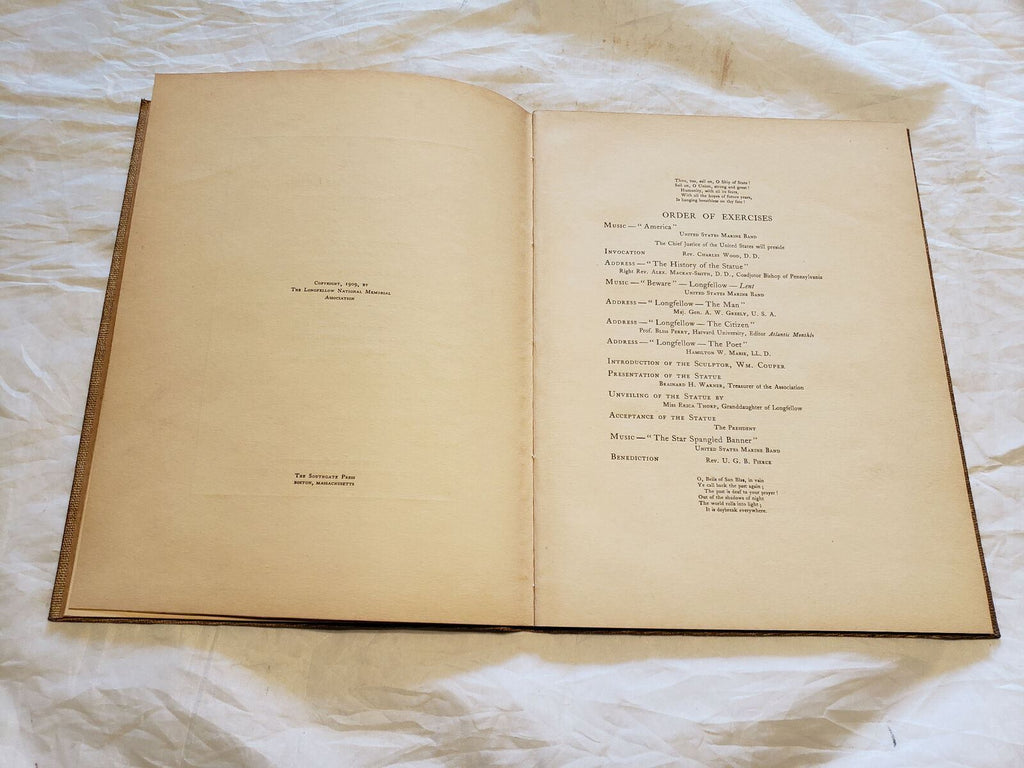 Copyright, 1909, by
The Longfellow National Memorial
Association
The Southgate Press
Boston, Massachusetts
Thou, too, sail on, O Ship of State!
Sail on, O Union, strong and great!
Humanity, with all its fears,
With all the hopes of future years,
Is hanging breathless on thy fate!
ORDER OF EXERCISES
Music — "America"
United States Marine Band
The Chief Justice of the United States will preside
Invocation Rev. Charles Wood, D. D.
Address — "The History of the Statue"
Right Rev. Alex. Mackay-Smith, D. D., Coadjutor Bishop of Pennsylvania
Music — "Beware" — Longfellow — Lent
United States Marine Band
Address — "Longfellow — The Man"
Maj. Gen. A. W. Greely, U. S. A.
Address — "Longfellow — The Citizen"
Prof. Bliss Perry, Harvard University, Editor Atlantic Monthly
Address — "Longfellow — The Poet"
Hamilton W. Mabie, LL. D.
Introduction of the Sculptor, Wm. Couper
Presentation of the Statue
Brainard H. Warner, Treasurer of the Association
Unveiling of the Statue by
Miss Erica Thorp, Granddaughter of Longfellow
Acceptance of the Statue
The President
Music — "The Star Spangled Banner"
United States Marine Band
Benediction Rev. U. G. B. Pierce
O, Bells of San Blas, in vain
Ye call back the past again;
The past is deaf to your prayer!
Out of the shadows of night
The world rolls into light;
It is daybreak everywhere.